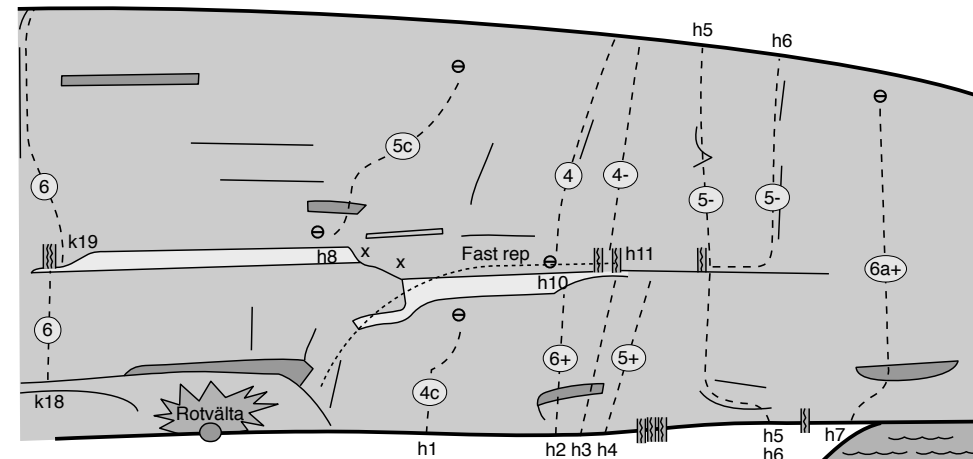 h5
h6
5c
6
4
4-
5-
5-
k19
h8
x
x
Fast rep
h11
h10
6a+
6
6+
5+
4c
k18
Rotvälta
h1
h2 h3 h4
h5
h6
h7